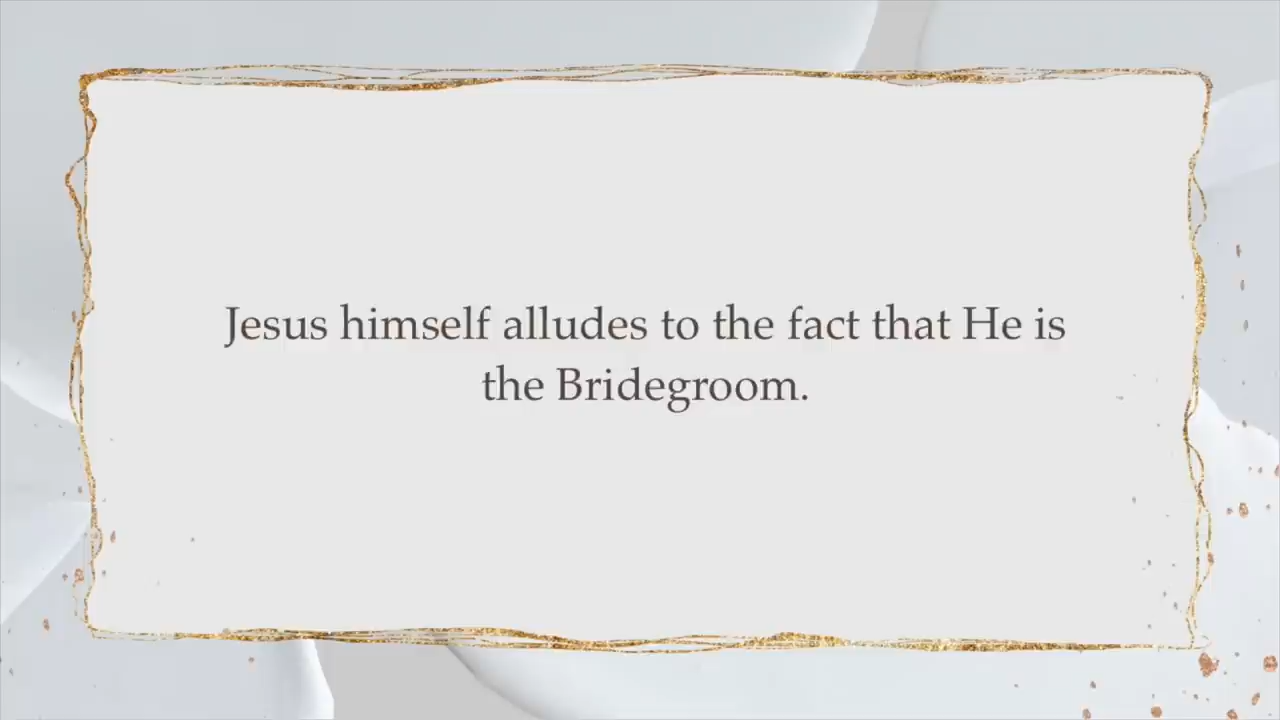 Jesus himself alludes to the fact that He is
the Bridegroom.